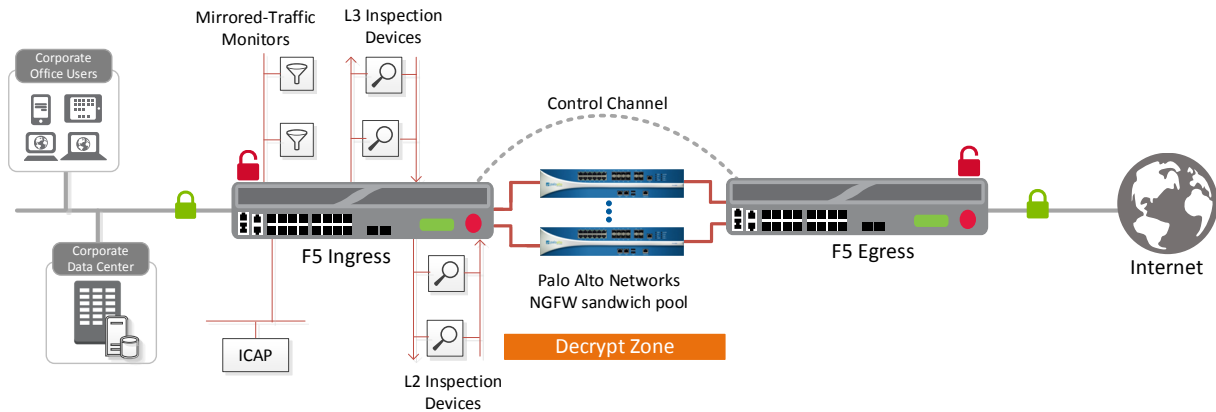 Mirrored-Traffic
Monitors
L3 Inspection
Devices
Corporate
Office Users
Control Channel
F5 Ingress
F5 Egress
Corporate
Data Center
Internet
Palo Alto Networks
NGFW sandwich pool
Decrypt Zone
ICAP
L2 Inspection
Devices